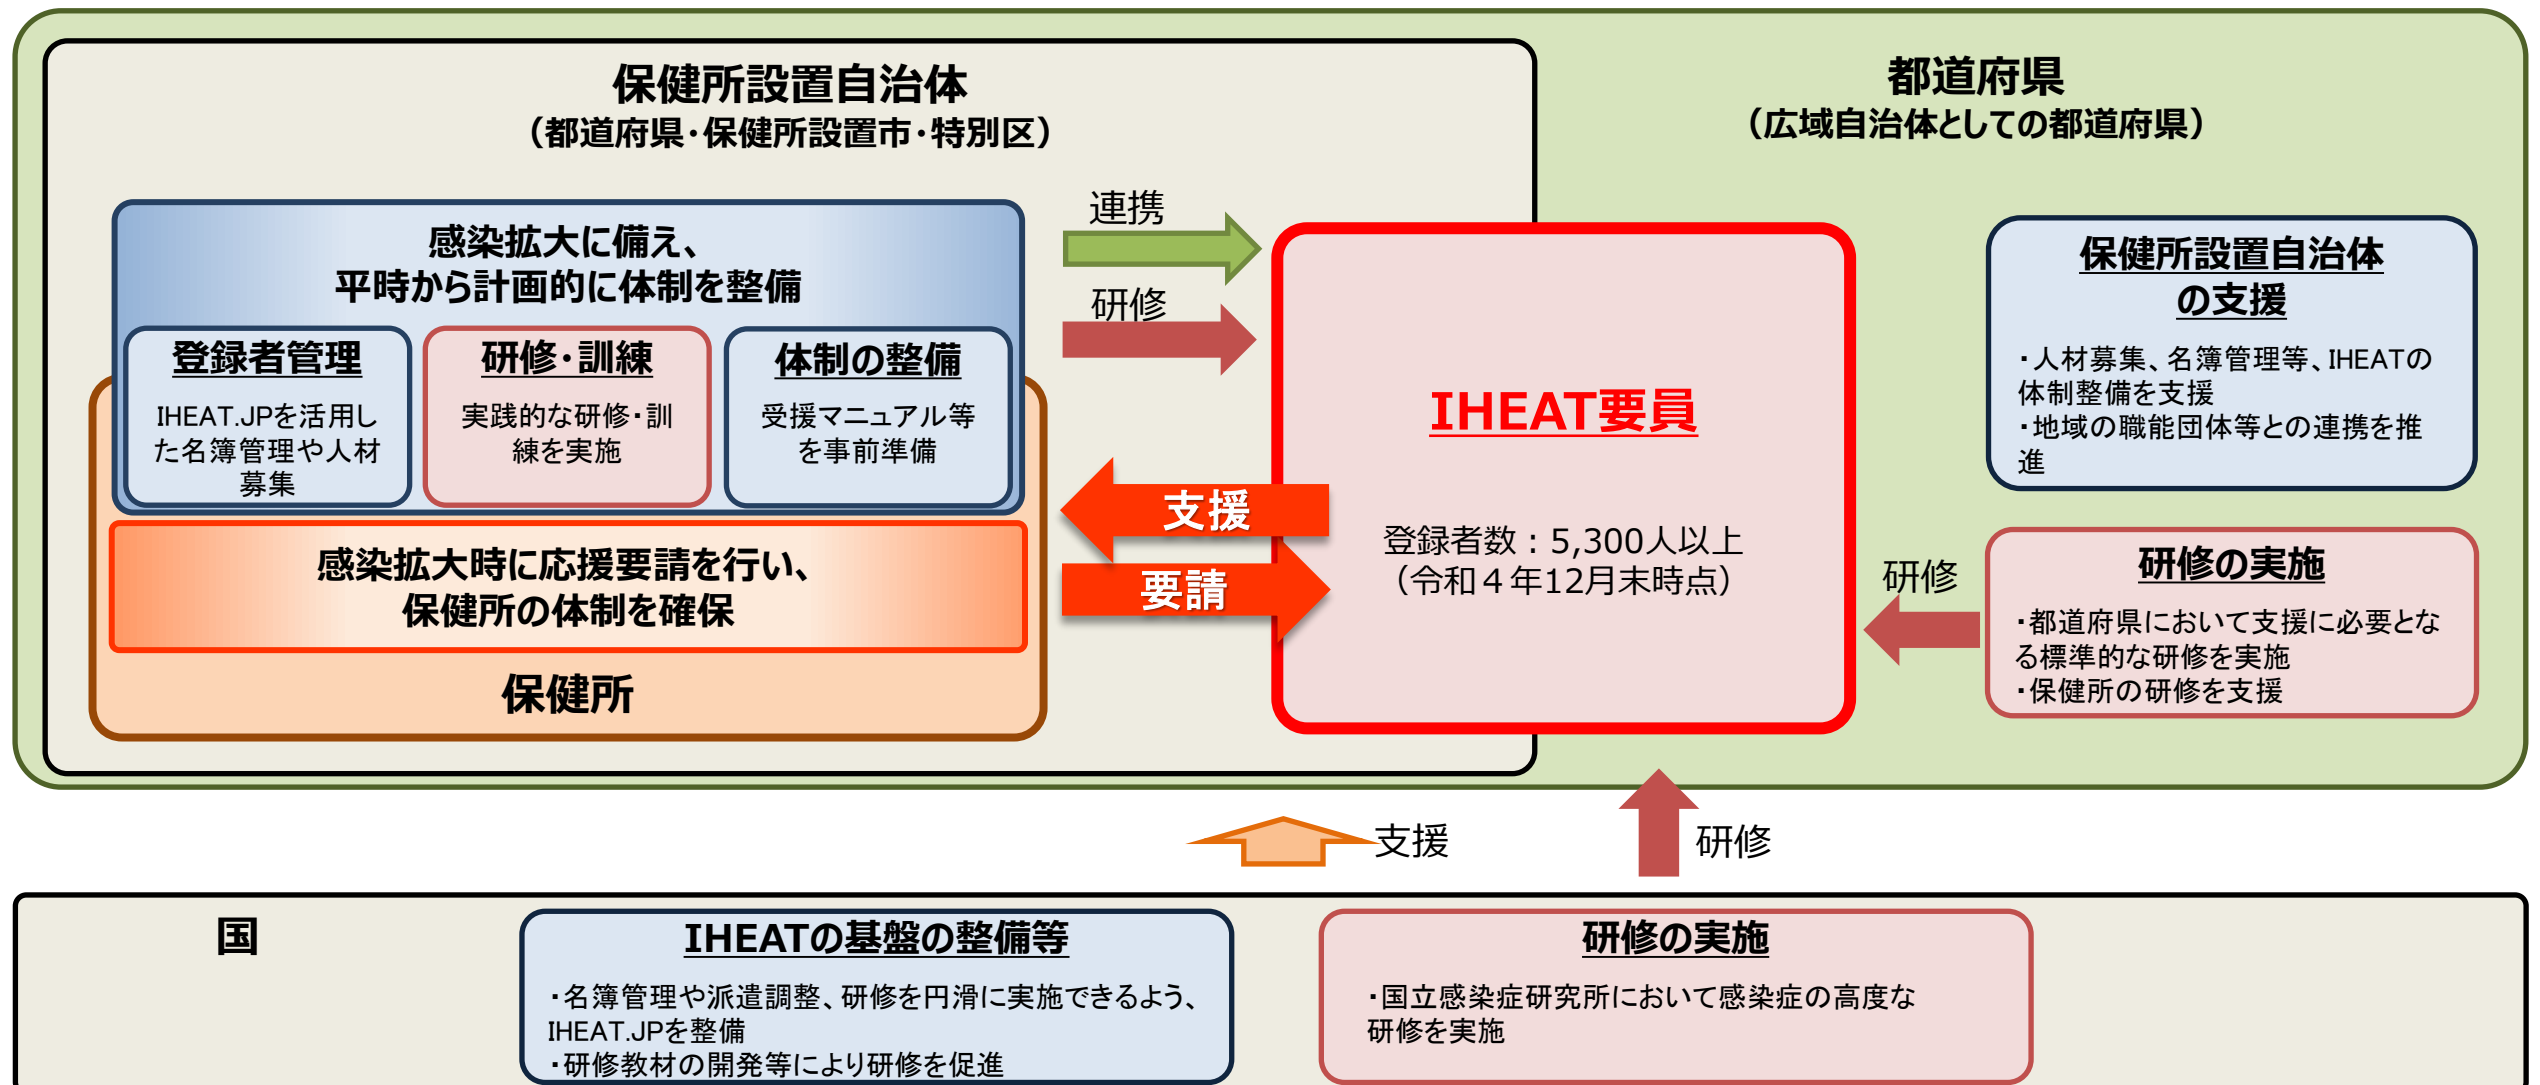 保健所設置自治体
（都道府県・保健所設置市・特別区）
都道府県
（広域自治体としての都道府県）
感染拡大に備え、
平時から計画的に体制を整備
登録者管理
IHEAT.JPを活用し
た名簿管理や人材
募集
研修・訓練
実践的な研修・訓
練を実施
体制の整備
受援マニュアル等
を事前準備
感染拡大時に応援要請を行い、
保健所の体制を確保
保健所
連携
研修
支援
要請
IHEAT要員
登録者数：5,300人以上
（令和４年12月末時点）
保健所設置自治体
の支援
・人材募集、名簿管理等、IHEATの
体制整備を支援
・地域の職能団体等との連携を推
進
研修
研修の実施
・都道府県において支援に必要とな
る標準的な研修を実施
・保健所の研修を支援
支援
研修
国
IHEATの基盤の整備等
・名簿管理や派遣調整、研修を円滑に実施できるよう、
IHEAT.JPを整備
・研修教材の開発等により研修を促進
研修の実施
・国立感染症研究所において感染症の高度な
研修を実施